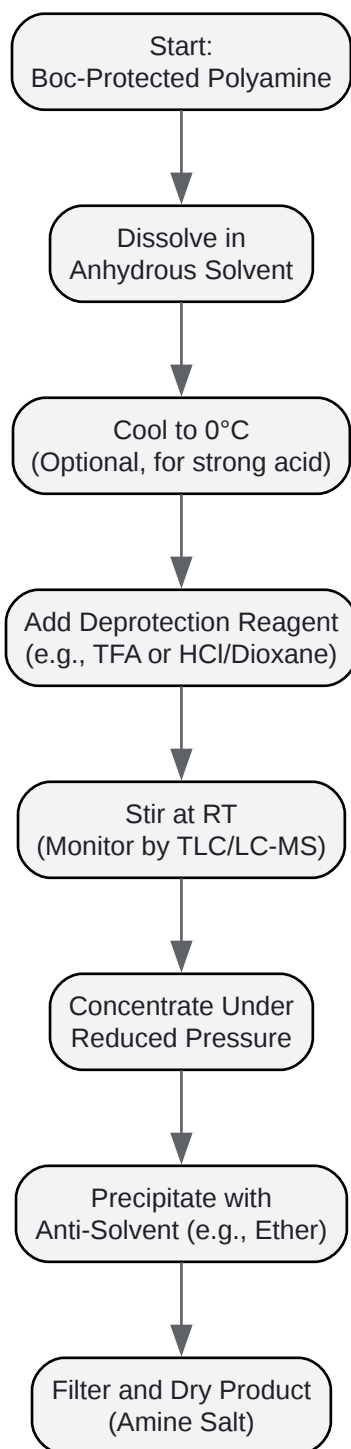 Start:
Boc-Protected Polyamine
Dissolve in
Anhydrous Solvent
Cool to 0°C
(Optional, for strong acid)
Add Deprotection Reagent
(e.g., TFA or HCl/Dioxane)
Stir at RT
(Monitor by TLC/LC-MS)
Concentrate Under
Reduced Pressure
Precipitate with
Anti-Solvent (e.g., Ether)
Filter and Dry Product
(Amine Salt)